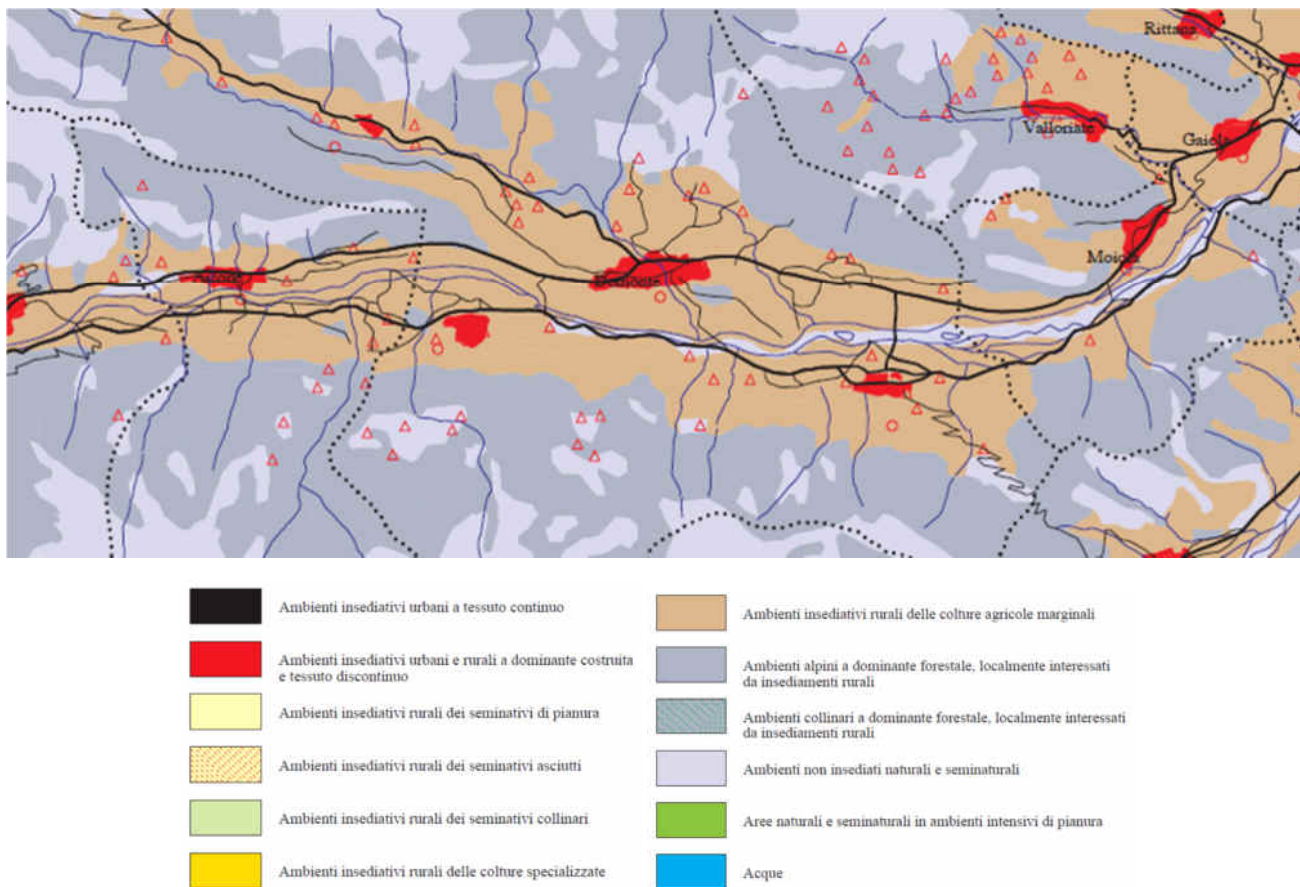 Rittana
Valloriate
Gaiola
Moiola
Demonte
Ambienti insediativi urbani a tessuto continuo
Ambienti insediativi urbani e rurali a dominante costruita
e tessuto discontinuo
Ambienti insediativi rurali dei seminativi di pianura
Ambienti insediativi rurali dei seminativi asciutti
Ambienti insediativi rurali dei seminativi collinari
Ambienti insediativi rurali delle colture specializzate
Ambienti insediativi rurali delle colture agricole marginali
Ambienti alpini a dominante forestale, localmente interessati
da insediamenti rurali
Ambienti collinari a dominante forestale, localmente interessati
da insediamenti rurali
Ambienti non insediati naturali e seminaturali
Aree naturali e seminaturali in ambienti intensivi di pianura
Acque